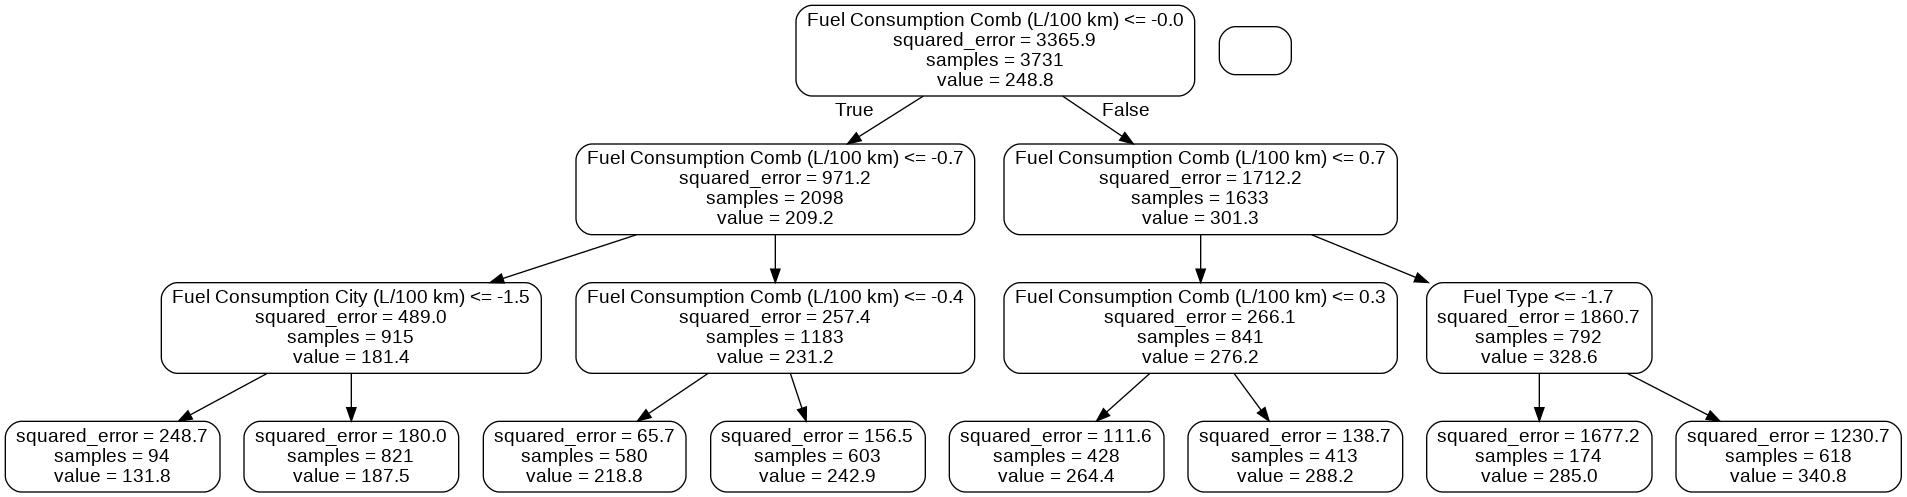 Fuel Consumption Comb (L/100 km) <= -0.0
squared_error = 3365.9
samples = 3731
value = 248.8
True
False
Fuel Consumption Comb (L/100 km) <= -0.7
squared_error = 971.2
samples = 2098
value = 209.2
Fuel Consumption Comb (L/100 km) <= 0.7
squared_error = 1712.2
samples = 1633
value = 301.3
Fuel Consumption City (L/100 km) <= -1.5
squared_error = 489.0
samples = 915
value = 181.4
Fuel Consumption Comb (L/100 km) <= -0.4
squared_error = 257.4
samples = 1183
value = 231.2
Fuel Consumption Comb (L/100 km) <= 0.3
squared_error = 266.1
samples = 841
value = 276.2
Fuel Type <= -1.7
squared_error = 1860.7
samples = 792
value = 328.6
squared_error = 248.7
samples = 94
value = 131.8
squared_error = 180.0
samples = 821
value = 187.5
squared_error = 65.7
samples = 580
value = 218.8
squared_error = 156.5
samples = 603
value = 242.9
squared_error = 111.6
samples = 428
value = 264.4
squared_error = 138.7
samples = 413
value = 288.2
squared_error = 1677.2
samples = 174
value = 285.0
squared_error = 1230.7
samples = 618
value = 340.8